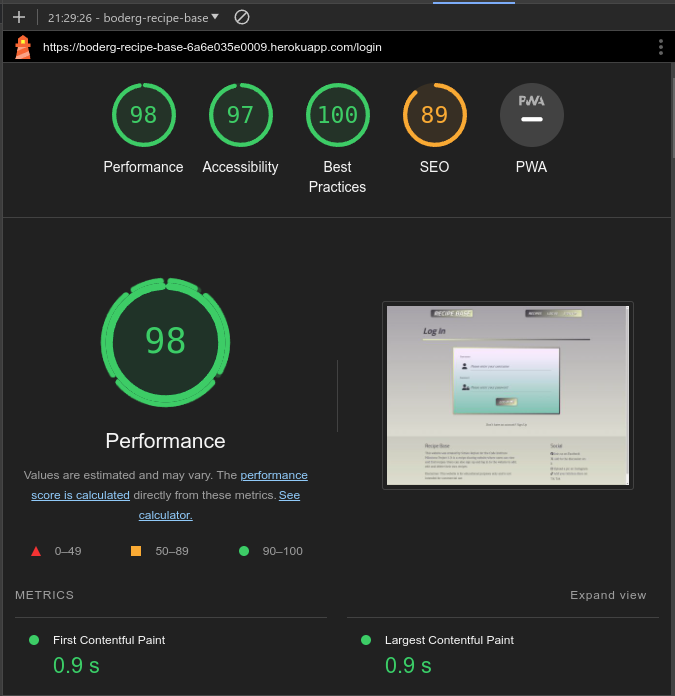 21:29:26 - boderg-recipe-base
https://boderg-recipe-base-6a6e035e0009.herokuapp.com/login
98
97
100
89
PWA
Performance
Accessibility
Best
Practices
SEO
PWA
98
Performance
Values are estimated and may vary. The performance
score is calculated directly from these metrics. See
calculator.
0–49
50–89
90–100
RECIPE BASE
Log In
Recipe Base
Social
METRICS
Expand view
First Contentful Paint
0.9 s
Largest Contentful Paint
0.9 s